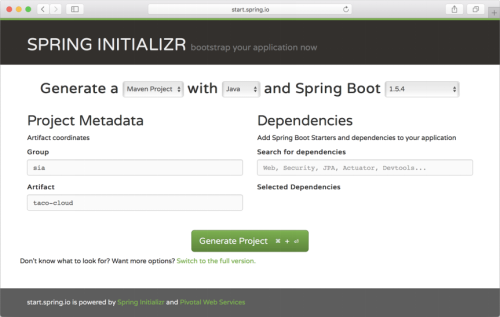 start.spring.io
SPRING INITIALIZR bootstrap your application now
Generate a Maven Project with Java and Spring Boot 1.5.4
Project Metadata
Artifact coordinates
Group
sia
Artifact
taco-cloud
Dependencies
Add Spring Boot Starters and dependencies to your application
Search for dependencies
Web, Security, JPA, Actuator, Devtools...
Selected Dependencies
Generate Project ⌘ + ⏎
Don't know what to look for? Want more options? Switch to the full version.
start.spring.io is powered by Spring Initializr and Pivotal Web Services